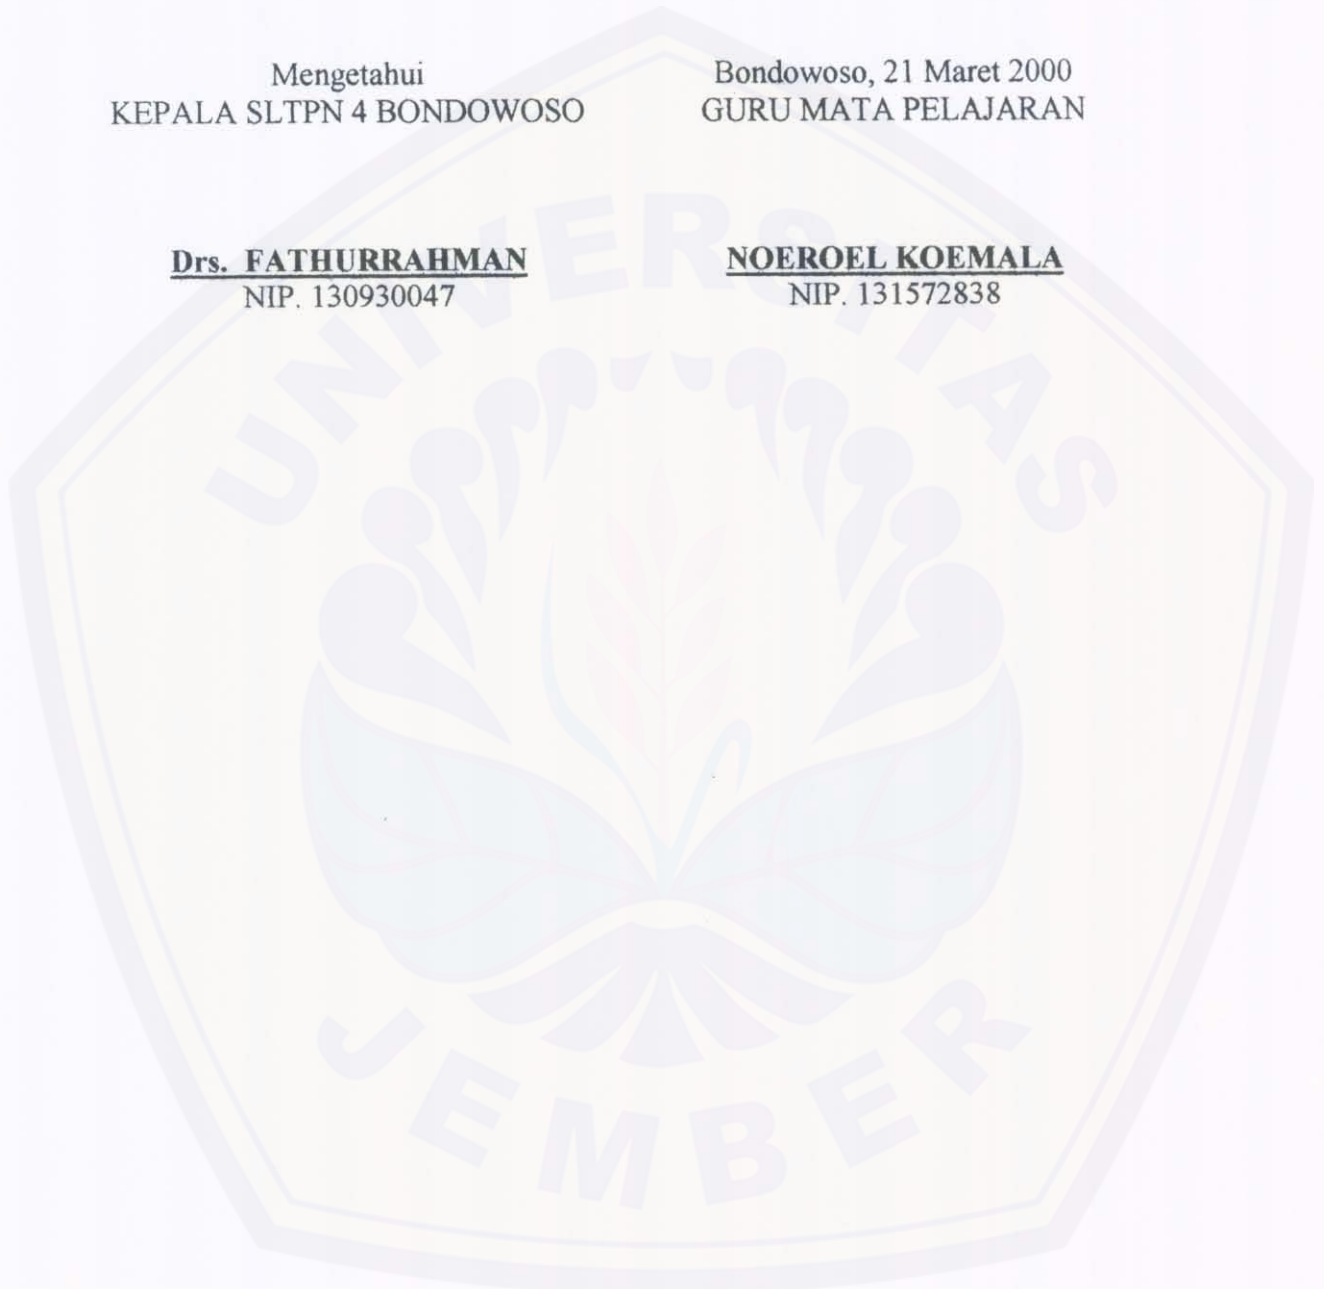 Mengetahui
KEPALA SLTPN 4 BONDOWOSO
Drs. FATHURRAHMAN
NIP. 130930047
Bondowoso, 21 Maret 2000
GURU MATA PELAJARAN
NOEROEL KOEMALA
NIP. 131572838
UNIVERSITAS
JEMBER